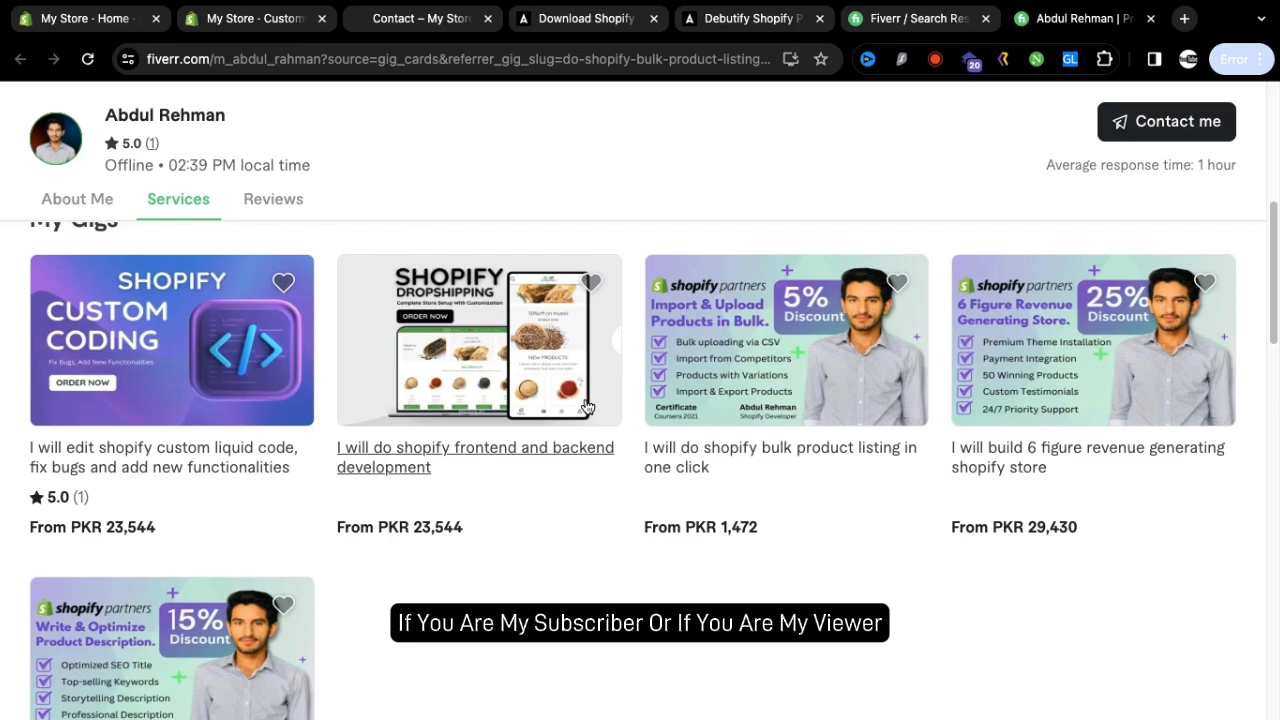 My Store · Home ·
My Store · Custom
Contact – My Store
Download Shopify
Debutify Shopify P
Fiverr / Search Res
Abdul Rehman | Pr
fiverr.com/m_abdul_rahman?source=gig_cards&referrer_gig_slug=do-shopify-bulk-product-listing...
20
GL
Error
Abdul Rehman
5.0 (1)
Offline • 02:39 PM local time
Contact me
Average response time: 1 hour
About Me
Services
Reviews
My Gigs
SHOPIFY
CUSTOM
CODING
Fix Bugs, Add New Functionalities
ORDER NOW
</>
SHOPIFY
DROPSHIPPING
Complete Store Setup With Customization
ORDER NOW
NEW PRODUCTS
shopify partners
Import & Upload
Products in Bulk.
5%
Discount
Bulk uploading via CSV
Import from Competitors
Products with Variations
Import & Export Products
Certificate
Coursera 2021
Abdul Rehman
Shopify Developer
shopify partners
6 Figure Revenue
Generating Store.
25%
Discount
Premium Theme Installation
Payment Integration
50 Winning Products
Custom Testimonials
24/7 Priority Support
I will edit shopify custom liquid code,
fix bugs and add new functionalities
5.0 (1)
From PKR 23,544
I will do shopify frontend and backend
development
From PKR 23,544
I will do shopify bulk product listing in
one click
From PKR 1,472
I will build 6 figure revenue generating
shopify store
From PKR 29,430
shopify partners
Write & Optimize
Product Description.
15%
Discount
Optimized SEO Title
Top-selling Keywords
Storytelling Description
Professional Description
If You Are My Subscriber Or If You Are My Viewer